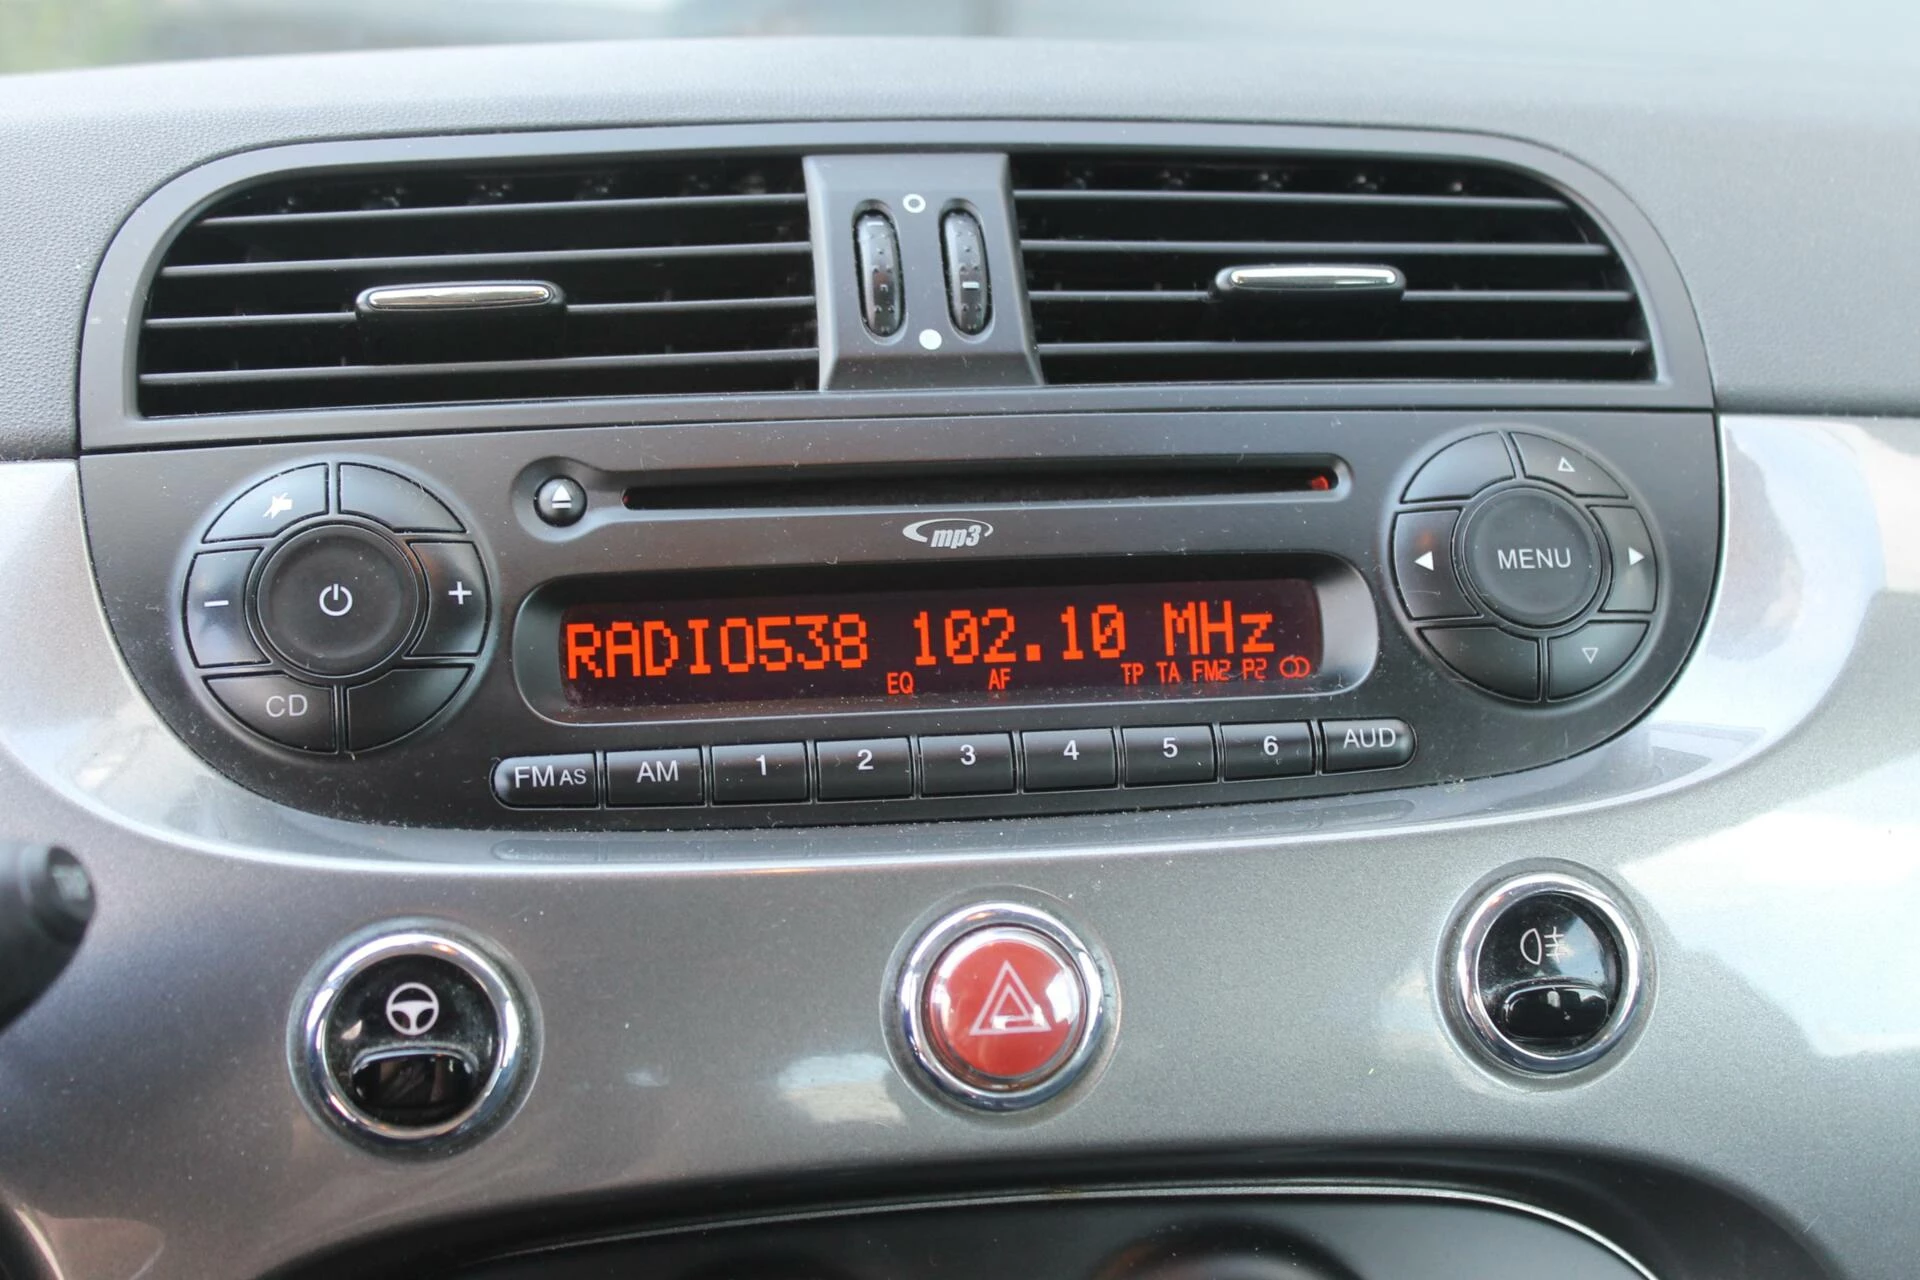 mp3
MENU
RADIO538 102.10 MHz
EQ AF TP TA FM2 P2
CD
FM AS AM 1 2 3 4 5 6 AUD